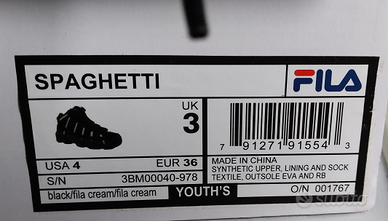 SPAGHETTI
FILA
UK
3
7 91271 91554 3
USA 4
EUR 36
MADE IN CHINA
SYNTHETIC UPPER, LINING AND SOCK
TEXTILE, OUTSOLE EVA AND RB
S/N
3BM00040-978
black/fila cream/fila cream
YOUTH'S
O/N 001767
subito